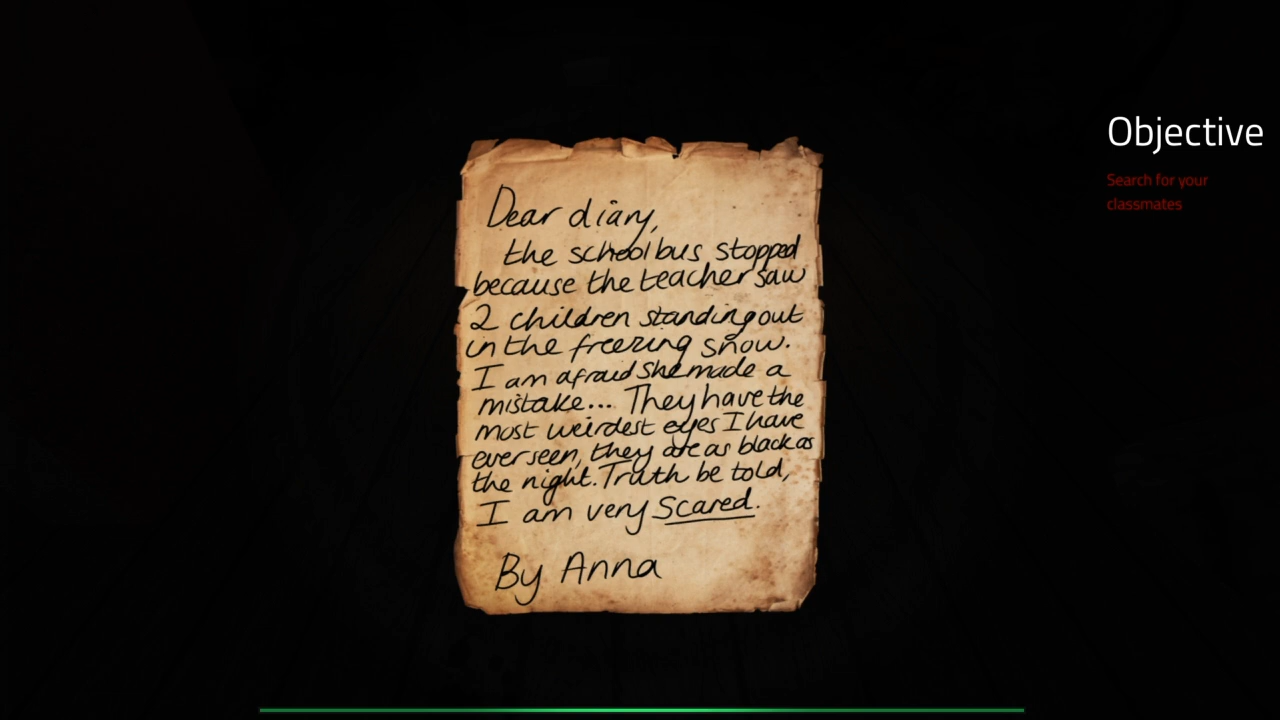 Objective
Search for your
classmates
Dear diary,
the school bus stopped
because the teacher saw
2 children standing out
in the freezing snow.
I am afraid she made a
mistake... They have the
most weirdest eyes I have
ever seen, they are as black as
the night. Truth be told,
I am very Scared.
By Anna